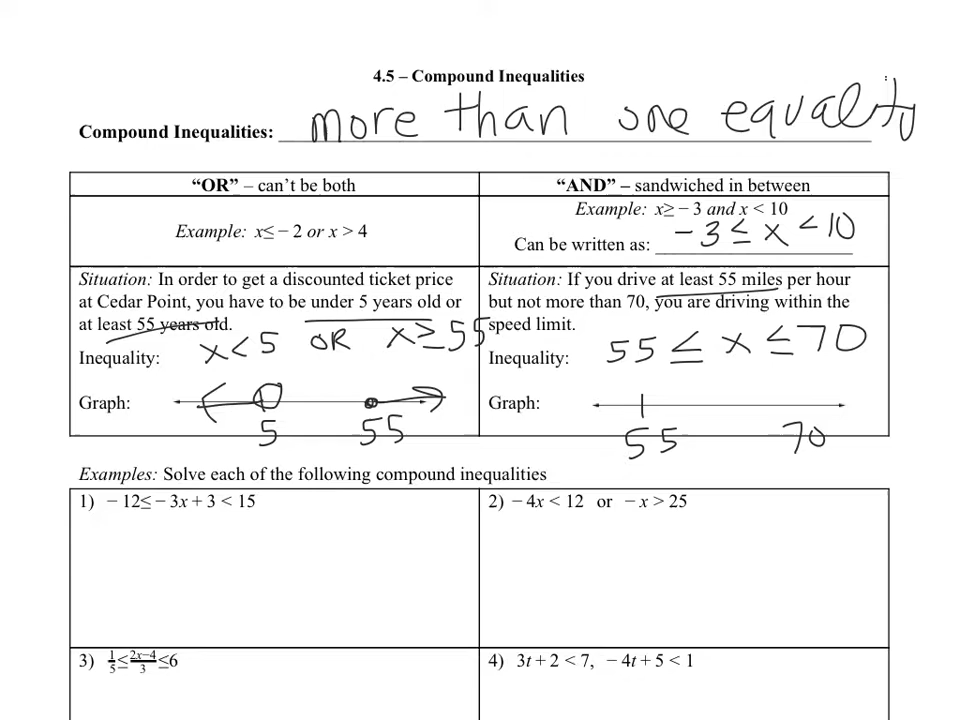 4.5 – Compound Inequalities
Compound Inequalities: more than one equality
“OR” – can’t be both
“AND” – sandwiched in between
Example: x≤ − 2 or x > 4
Example: x≥ − 3 and x < 10
Can be written as: −3 ≤ x < 10
Situation: In order to get a discounted ticket price
at Cedar Point, you have to be under 5 years old or
at least 55 years old.
Inequality: x < 5 OR x ≥ 55
Graph:
5 55
Situation: If you drive at least 55 miles per hour
but not more than 70, you are driving within the
speed limit.
Inequality: 55 ≤ x ≤ 70
Graph:
55 70
Examples: Solve each of the following compound inequalities
1) − 12≤ − 3x + 3 < 15
2) − 4x < 12 or − x > 25
3) 1/5 ≤ 2x−4/3 ≤6
4) 3t + 2 < 7, − 4t + 5 < 1